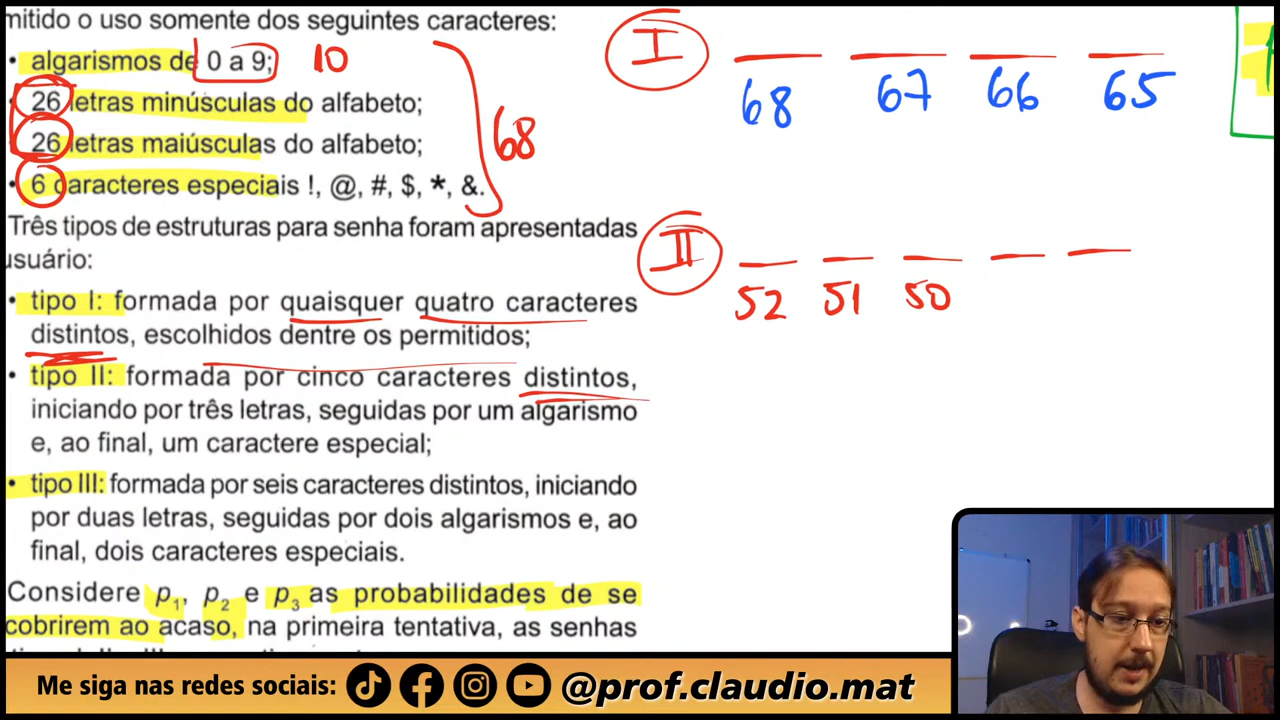 mitido o uso somente dos seguintes caracteres:
• algarismos de 0 a 9; 10
• 26 letras minúsculas do alfabeto;
• 26 letras maiúsculas do alfabeto;
• 6 caracteres especiais !, @, #, $, *, &.
68
Três tipos de estruturas para senha foram apresentadas
usuário:
• tipo I: formada por quaisquer quatro caracteres
distintos, escolhidos dentre os permitidos;
• tipo II: formada por cinco caracteres distintos,
iniciando por três letras, seguidas por um algarismo
e, ao final, um caractere especial;
• tipo III: formada por seis caracteres distintos, iniciando
por duas letras, seguidas por dois algarismos e, ao
final, dois caracteres especiais.
Considere p1, p2 e p3 as probabilidades de se
cobrirem ao acaso, na primeira tentativa, as senhas
I
68 67 66 65
II
52 51 50
Me siga nas redes sociais: @prof.claudio.mat